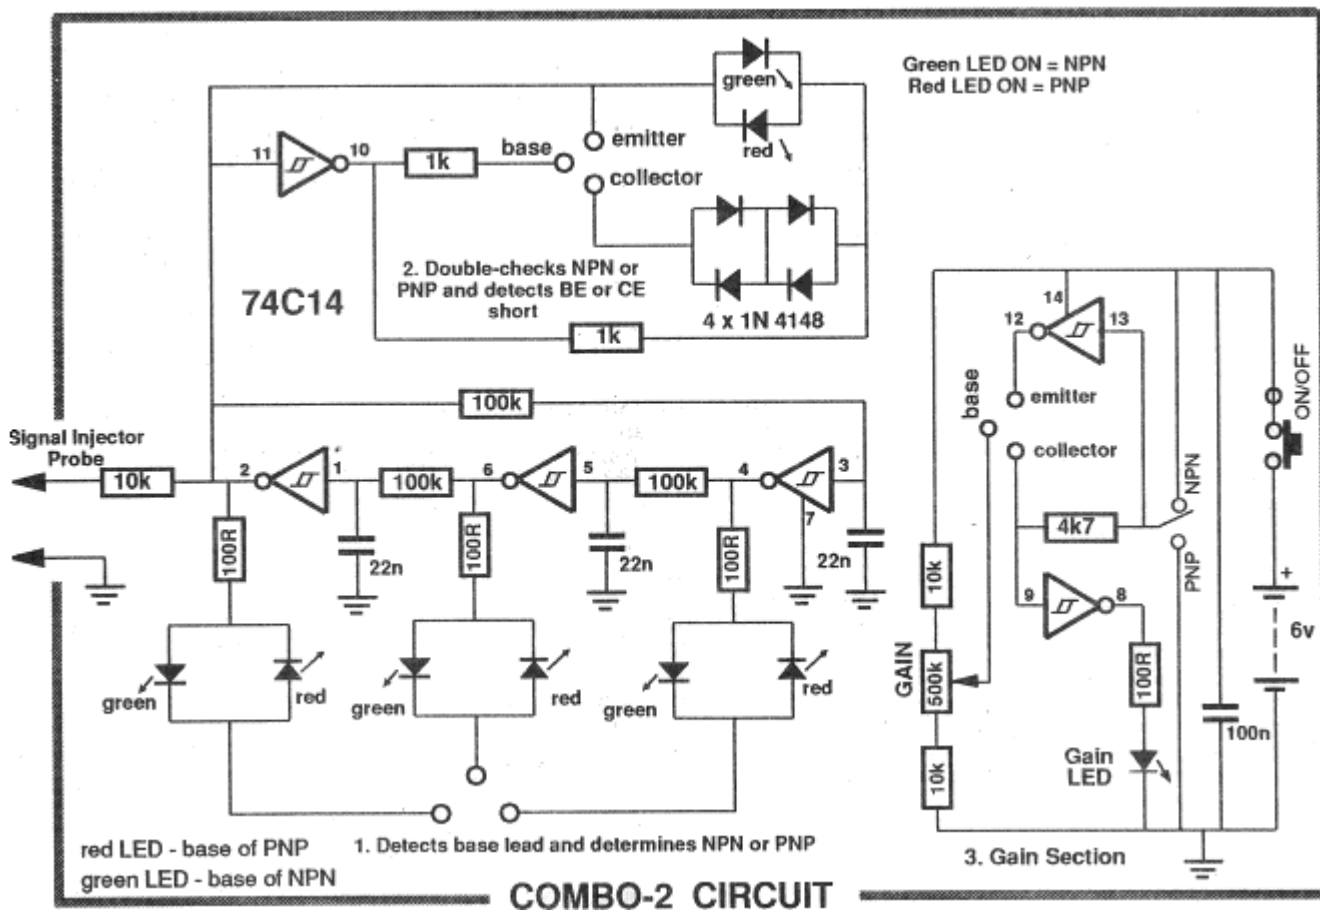 Green LED ON = NPN
Red LED ON = PNP
green
red
11
10
1k
base
emitter
collector
2. Double-checks NPN or
PNP and detects BE or CE
short
74C14
4 x 1N 4148
1k
100k
Signal Injector
Probe
10k
2
1
100k
6
5
100k
4
3
7
100R
22n
100R
22n
100R
22n
green
red
green
red
green
red
1. Detects base lead and determines NPN or PNP
red LED - base of PNP
green LED - base of NPN
14
12
13
base
emitter
collector
4k7
NPN
PNP
ON/OFF
+
6v
10k
GAIN
500k
10k
9
8
100R
100n
Gain
LED
3. Gain Section
COMBO-2 CIRCUIT